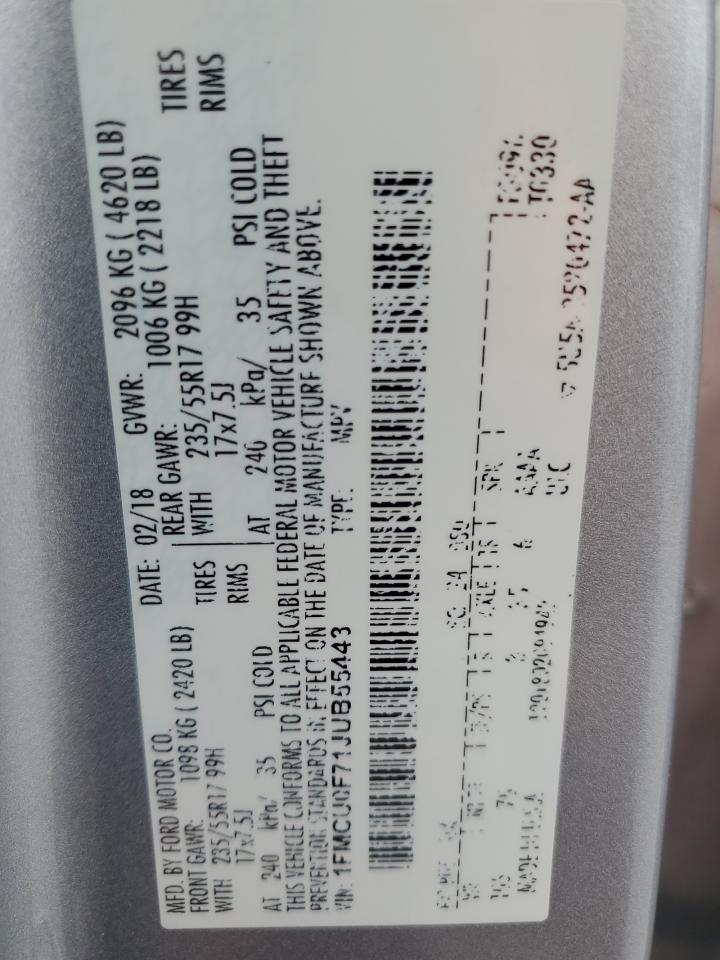 MFD. BY FORD MOTOR CO.
DATE: 02/18 GVWR: 2096 KG ( 4620 LB)
FRONT GAWR: 1098 KG ( 2420 LB) REAR GAWR: 1006 KG ( 2218 LB)
WITH 235/55R17 99H TIRES WITH 235/55R17 99H TIRES
17x7.5J RIMS 17x7.5J RIMS
AT 240 kPa/ 35 PSI COLD AT 240 kPa/ 35 PSI COLD
THIS VEHICLE CONFORMS TO ALL APPLICABLE FEDERAL MOTOR VEHICLE SAFETY AND THEFT
PREVENTION STANDARDS IN EFFECT ON THE DATE OF MANUFACTURE SHOWN ABOVE.
VIN: 1FMCU0F71JUB55443 TYPE: MPV
T0330
MADE IN U.S.A.